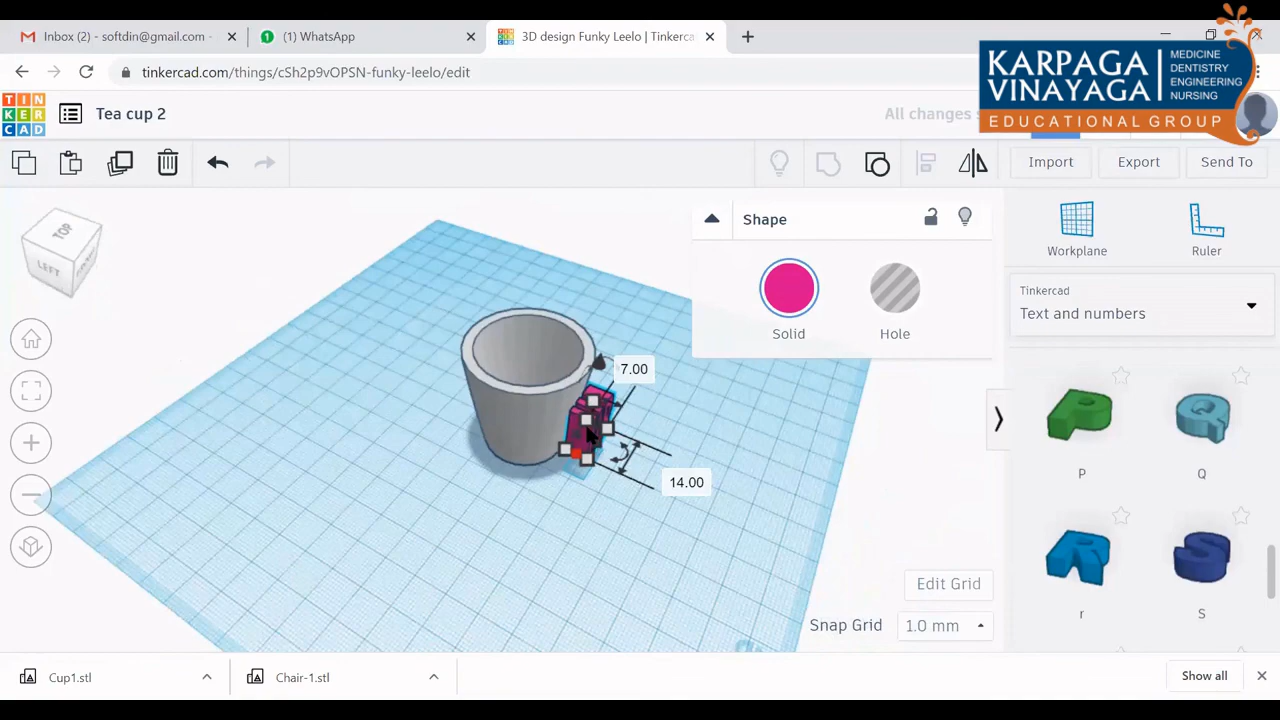 Inbox (2) - softdin@gmail.com -
(1) WhatsApp
3D design Funky Leelo | Tinkerca
tinkercad.com/things/cSh2p9vOPSN-funky-leelo/edit
KARPAGA
VINAYAGA
MEDICINE
DENTISTRY
ENGINEERING
NURSING
EDUCATIONAL GROUP
TIN
KER
CAD
Tea cup 2
All changes s
Import
Export
Send To
TOP
LEFT
Shape
Solid
Hole
Workplane
Ruler
Tinkercad
Text and numbers
7.00
14.00
P
Q
r
S
Edit Grid
Snap Grid
1.0 mm
Cup1.stl
Chair-1.stl
Show all